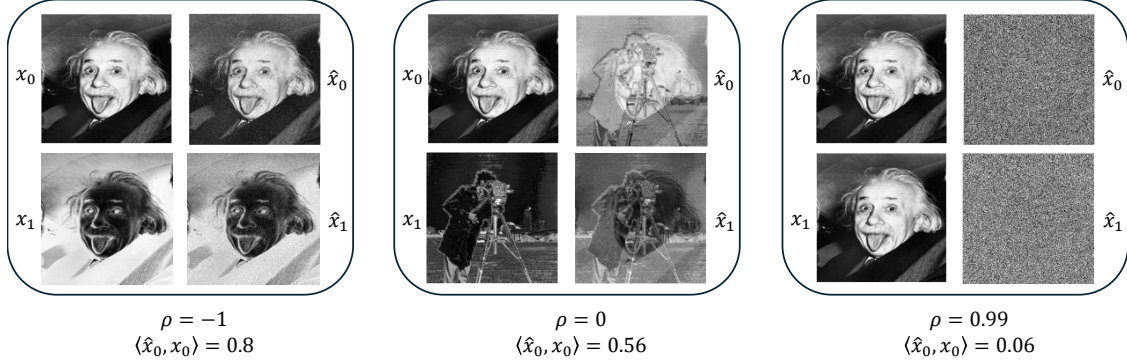 x₀ x̂₀ x₀ x̂₀ x₀ x̂₀
x₁ x̂₁ x₁ x̂₁ x₁ x̂₁
ρ = −1 ρ = 0 ρ = 0.99
⟨x̂₀, x₀⟩ = 0.8 ⟨x̂₀, x₀⟩ = 0.56 ⟨x̂₀, x₀⟩ = 0.06